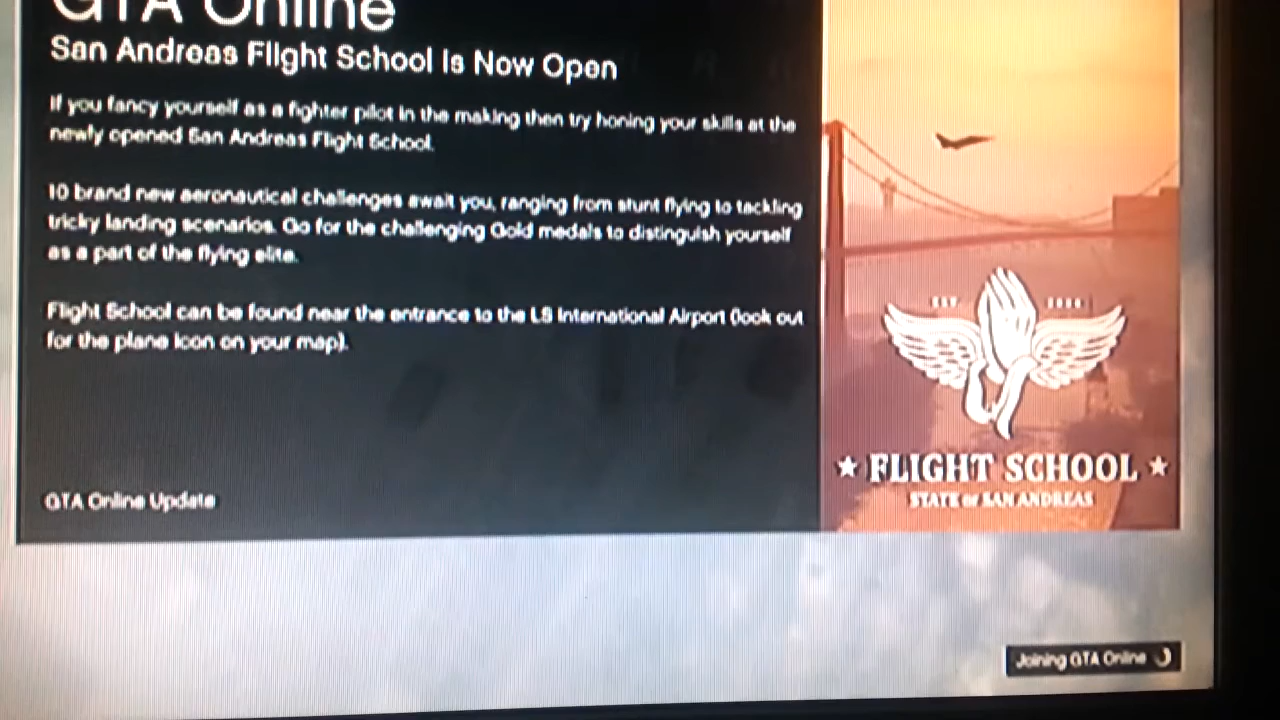 GTA Online
San Andreas Flight School Is Now Open
If you fancy yourself as a fighter pilot in the making then try honing your skills at the
newly opened San Andreas Flight School.
10 brand new aeronautical challenges await you, ranging from stunt flying to tackling
tricky landing scenarios. Go for the challenging Gold medals to distinguish yourself
as a part of the flying elite.
Flight School can be found near the entrance to the LS International Airport (look out
for the plane icon on your map).
GTA Online Update
EST.
FLIGHT SCHOOL
STATE of SAN ANDREAS
Joining GTA Online